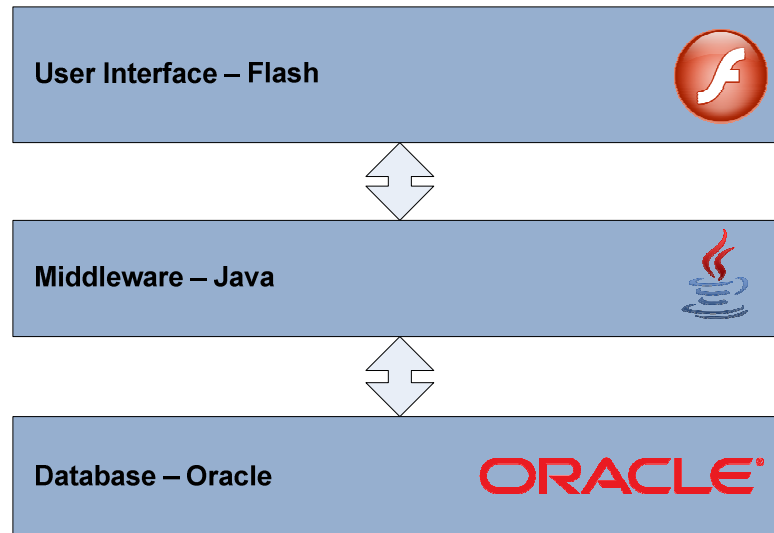 User Interface – Flash
Middleware – Java
Database – Oracle
ORACLE®